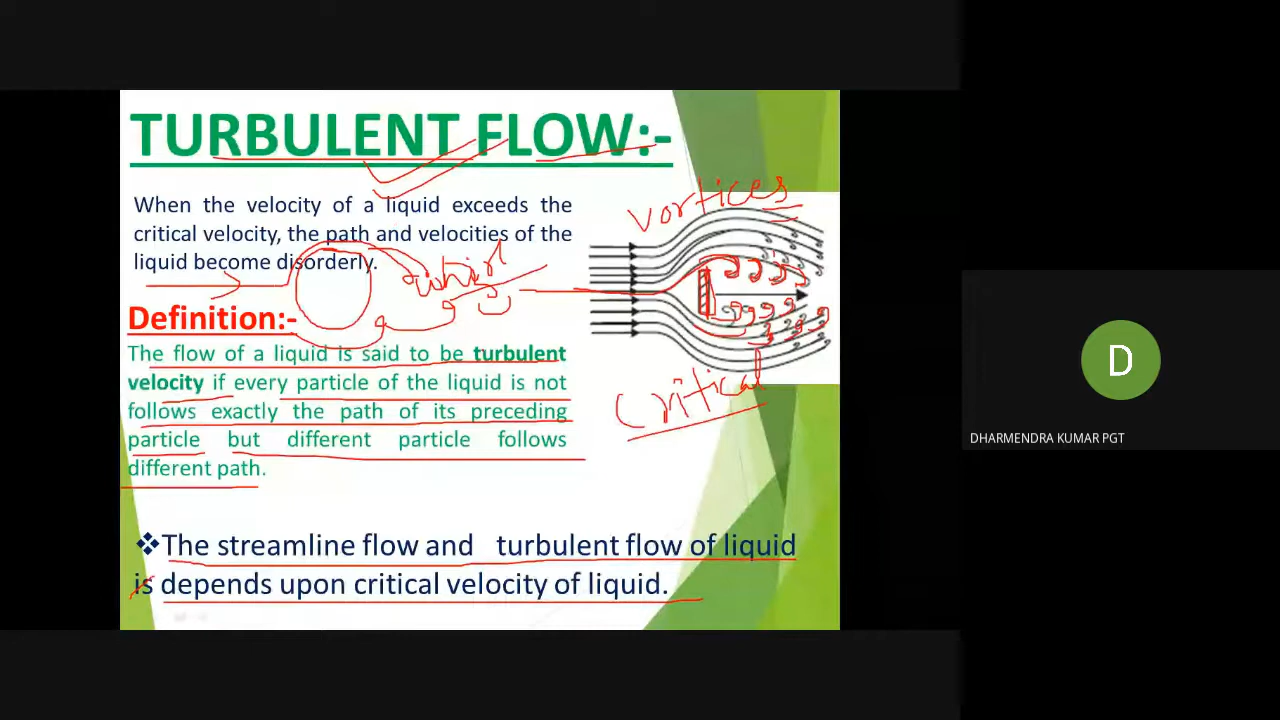 TURBULENT FLOW:-
When the velocity of a liquid exceeds the
critical velocity, the path and velocities of the
liquid become disorderly.
vortices
whirl
Definition:-
The flow of a liquid is said to be turbulent
velocity if every particle of the liquid is not
follows exactly the path of its preceding
particle but different particle follows
different path.
critical
❖The streamline flow and turbulent flow of liquid
is depends upon critical velocity of liquid.
D
DHARMENDRA KUMAR PGT